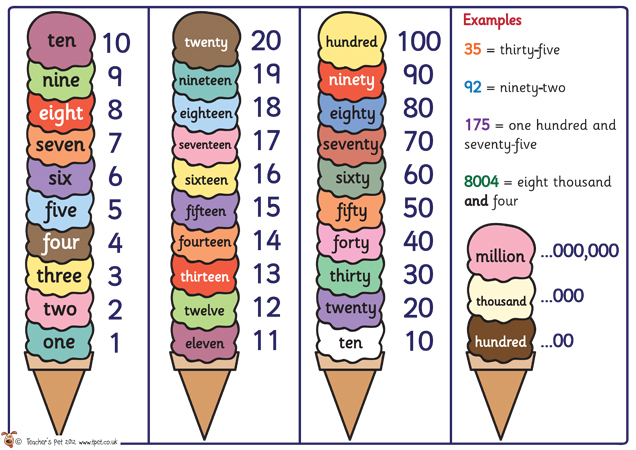 ten 10
nine 9
eight 8
seven 7
six 6
five 5
four 4
three 3
two 2
one 1
twenty 20
nineteen 19
eighteen 18
seventeen 17
sixteen 16
fifteen 15
fourteen 14
thirteen 13
twelve 12
eleven 11
hundred 100
ninety 90
eighty 80
seventy 70
sixty 60
fifty 50
forty 40
thirty 30
twenty 20
ten 10
Examples
35 = thirty-five
92 = ninety-two
175 = one hundred and
seventy-five
8004 = eight thousand
and four
million ...000,000
thousand ...000
hundred ...00
© Teacher's Pet 2012 www.tpet.co.uk